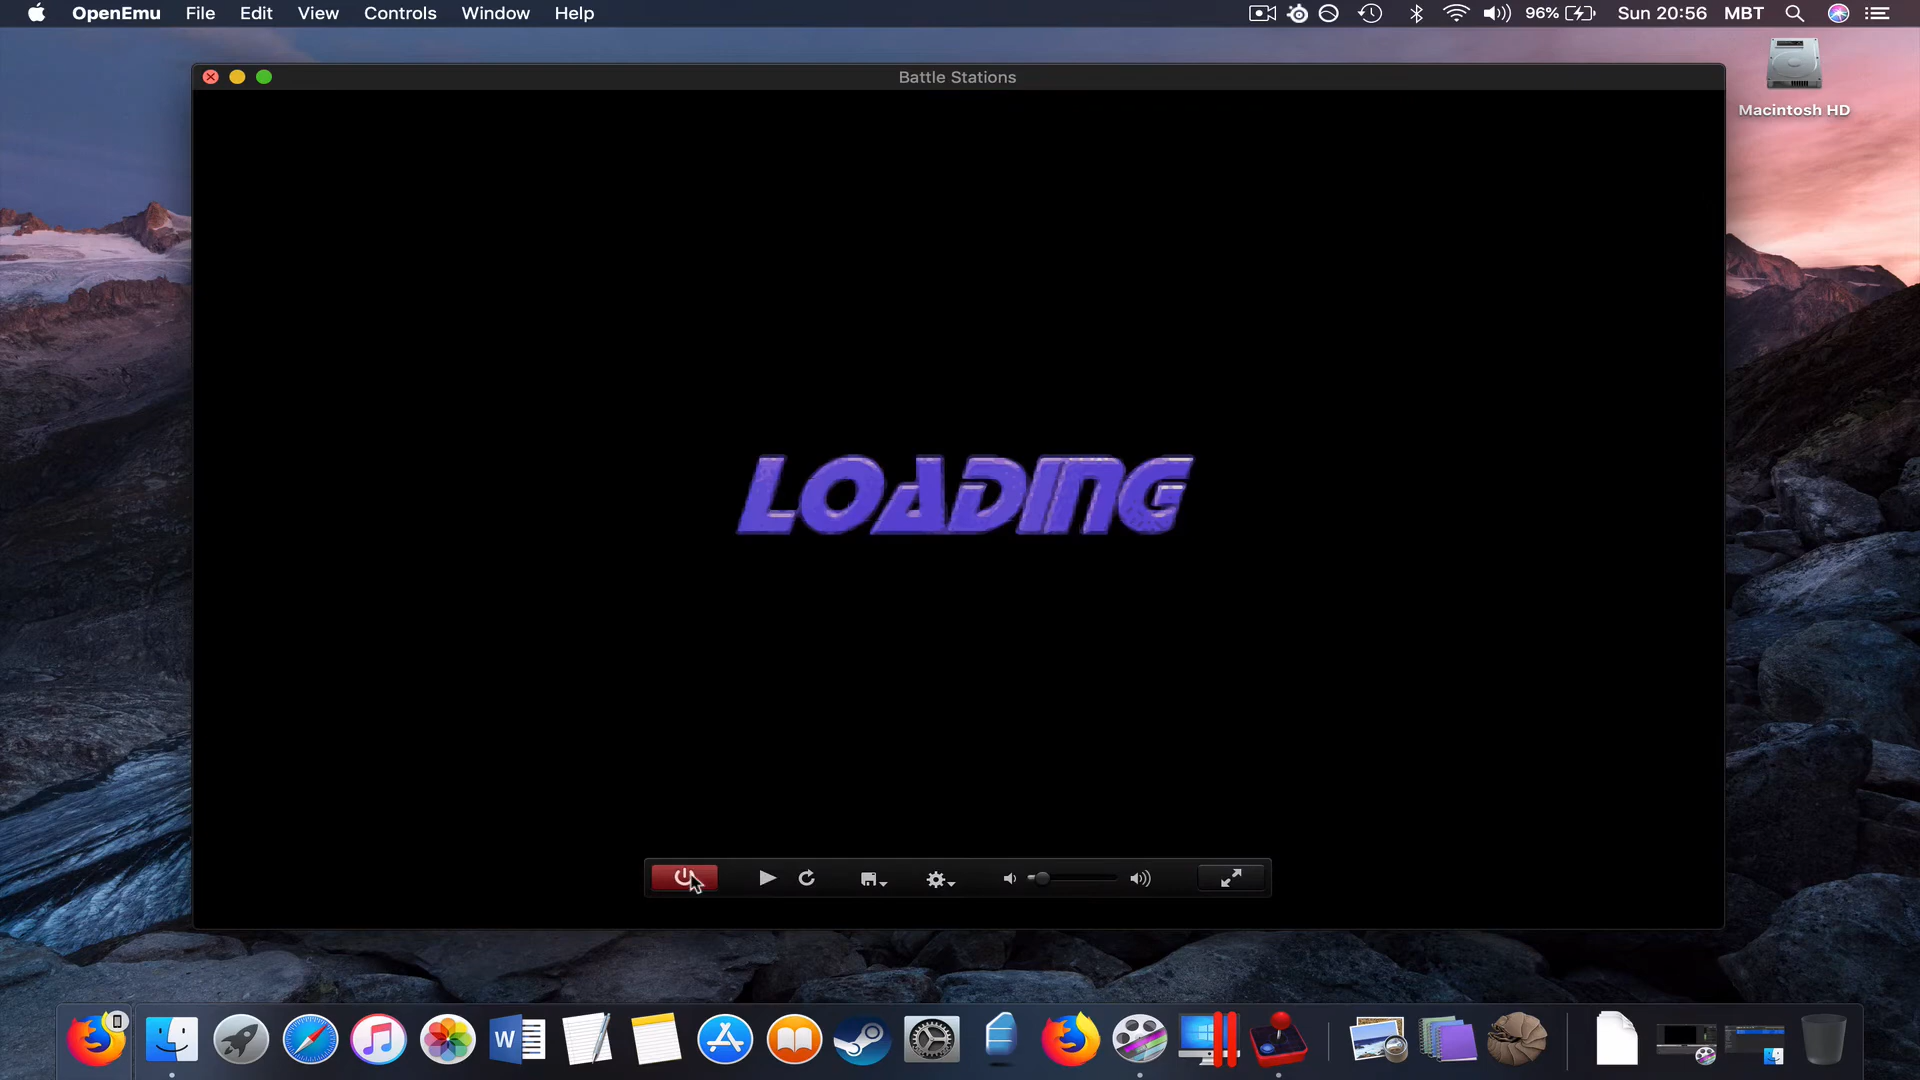 OpenEmu File Edit View Controls Window Help 96% Sun 20:56 MBT
Battle Stations
Macintosh HD
LOADING